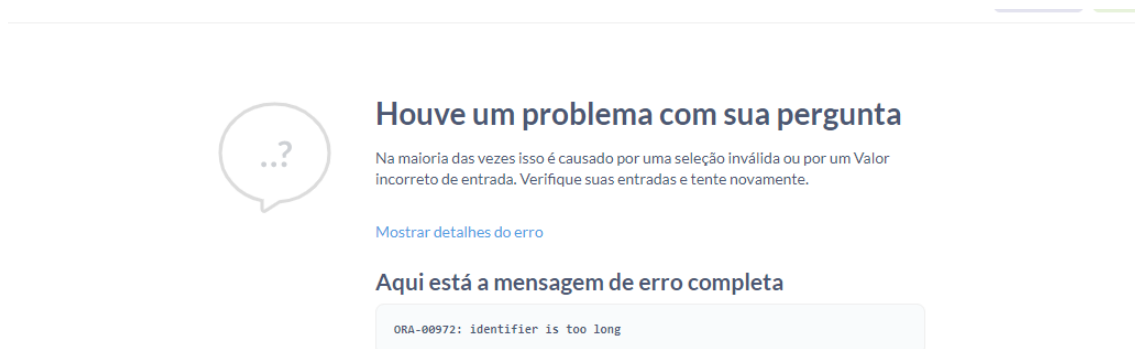 ..?
Houve um problema com sua pergunta
Na maioria das vezes isso é causado por uma seleção inválida ou por um Valor
incorreto de entrada. Verifique suas entradas e tente novamente.
Mostrar detalhes do erro
Aqui está a mensagem de erro completa
ORA-00972: identifier is too long